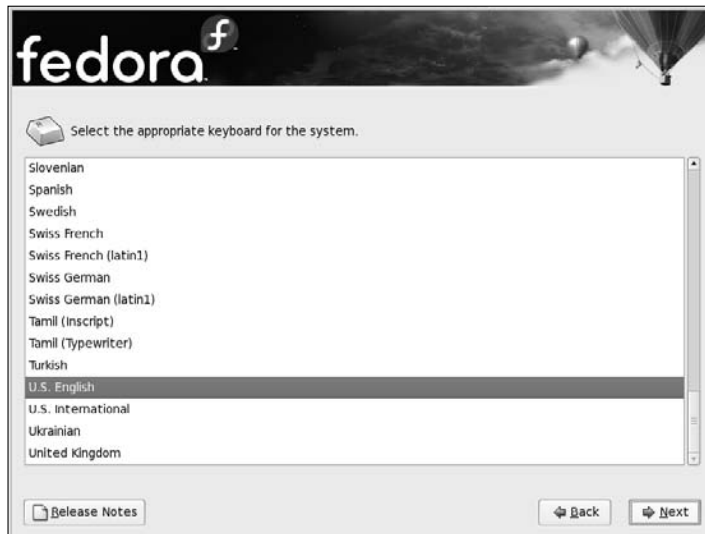 fedora
Select the appropriate keyboard for the system.
Slovenian
Spanish
Swedish
Swiss French
Swiss French (latin1)
Swiss German
Swiss German (latin1)
Tamil (Inscript)
Tamil (Typewriter)
Turkish
U.S. English
U.S. International
Ukrainian
United Kingdom
Release Notes
Back
Next